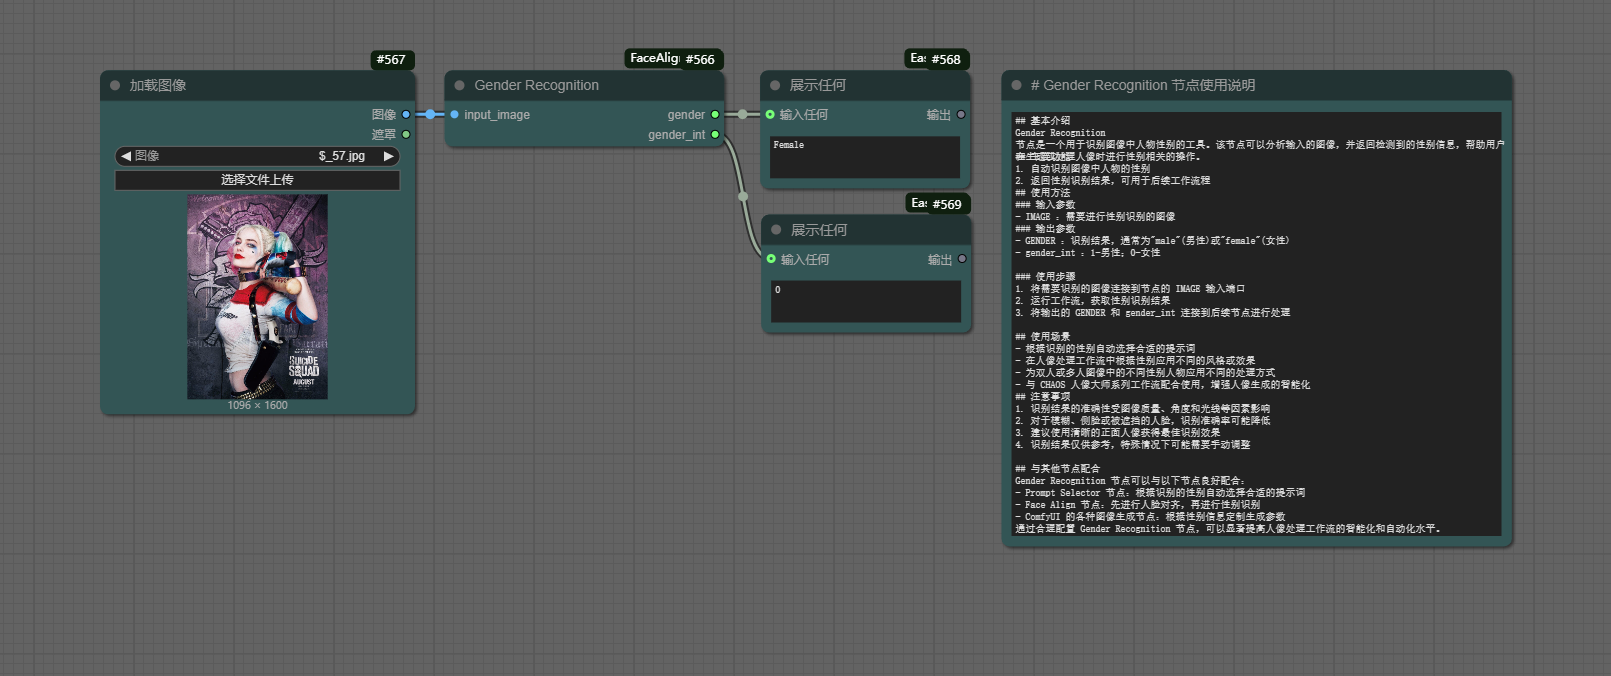 #567
加载图像
图像
遮罩
图像 $_57.jpg
选择文件上传
SUICIDE
SQUAD
AUGUST
1096 × 1600
FaceAlig #566
Gender Recognition
input_image
gender
gender_int
Eas #568
展示任何
输入任何 输出
Female
Eas #569
展示任何
输入任何 输出
0
# Gender Recognition 节点使用说明
## 基本介绍
Gender Recognition
节点是一个用于识别图像中人物性别的工具。该节点可以分析输入的图像，并返回检测到的性别信息，帮助用户
人像时进行性别相关的操作。
1. 自动识别图像中人物的性别
2. 返回性别识别结果，可用于后续工作流程
## 使用方法
### 输入参数
- IMAGE ：需要进行性别识别的图像
### 输出参数
- GENDER ：识别结果，通常为"male"(男性)或"female"(女性)
- gender_int ：1-男性；0-女性
### 使用步骤
1. 将需要识别的图像连接到节点的 IMAGE 输入端口
2. 运行工作流，获取性别识别结果
3. 将输出的 GENDER 和 gender_int 连接到后续节点进行处理
## 使用场景
- 根据识别的性别自动选择合适的提示词
- 在人像处理工作流中根据性别应用不同的风格或效果
- 为双人或多人图像中的不同性别人物应用不同的处理方式
- 与 CHAOS 人像大师系列工作流配合使用，增强人像生成的智能化
## 注意事项
1. 识别结果的准确性受图像质量、角度和光线等因素影响
2. 对于模糊、侧脸或被遮挡的人脸，识别准确率可能降低
3. 建议使用清晰的正面人像获得最佳识别效果
4. 识别结果仅供参考，特殊情况下可能需要手动调整
## 与其他节点配合
Gender Recognition 节点可以与以下节点良好配合：
- Prompt Selector 节点：根据识别的性别自动选择合适的提示词
- Face Align 节点：先进行人脸对齐，再进行性别识别
- ComfyUI 的各种图像生成节点：根据性别信息定制生成参数
通过合理配置 Gender Recognition 节点，可以显著提高人像处理工作流的智能化和自动化水平。